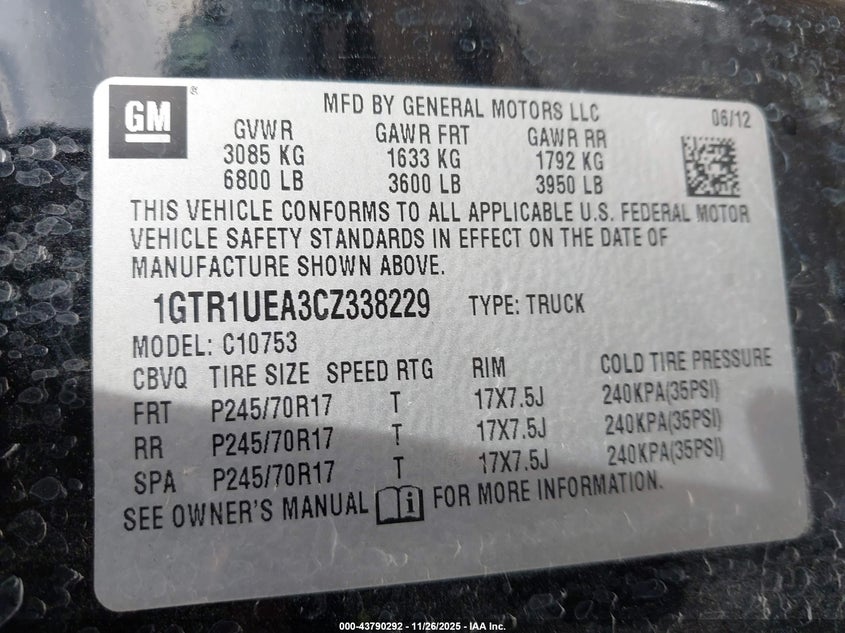 GM ®
MFD BY GENERAL MOTORS LLC 06/12
GVWR GAWR FRT GAWR RR
3085 KG 1633 KG 1792 KG
6800 LB 3600 LB 3950 LB
THIS VEHICLE CONFORMS TO ALL APPLICABLE U.S. FEDERAL MOTOR
VEHICLE SAFETY STANDARDS IN EFFECT ON THE DATE OF
MANUFACTURE SHOWN ABOVE.
1GTR1UEA3CZ338229 TYPE: TRUCK
MODEL: C10753
CBVQ TIRE SIZE SPEED RTG RIM COLD TIRE PRESSURE
FRT P245/70R17 T 17X7.5J 240KPA(35PSI)
RR P245/70R17 T 17X7.5J 240KPA(35PSI)
SPA P245/70R17 T 17X7.5J 240KPA(35PSI)
SEE OWNER'S MANUAL i FOR MORE INFORMATION.
000-43790292 — 11/26/2025 — IAA Inc.